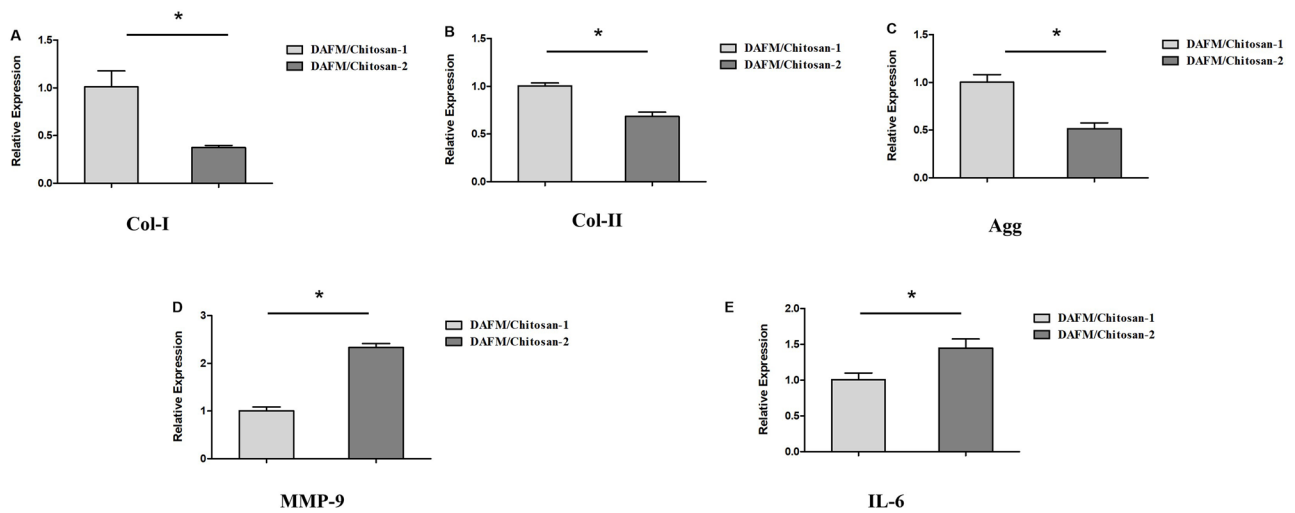 A
*
1.5
1.0
0.5
0.0
Relative Expression
DAFM/Chitosan-1
DAFM/Chitosan-2
Col-I
B
*
1.5
1.0
0.5
0.0
Relative Expression
DAFM/Chitosan-1
DAFM/Chitosan-2
Col-II
C
*
1.5
1.0
0.5
0.0
Relative Expression
DAFM/Chitosan-1
DAFM/Chitosan-2
Agg
D
*
3
2
1
0
Relative Expression
DAFM/Chitosan-1
DAFM/Chitosan-2
MMP-9
E
*
2.0
1.5
1.0
0.5
0.0
Relative Expression
DAFM/Chitosan-1
DAFM/Chitosan-2
IL-6